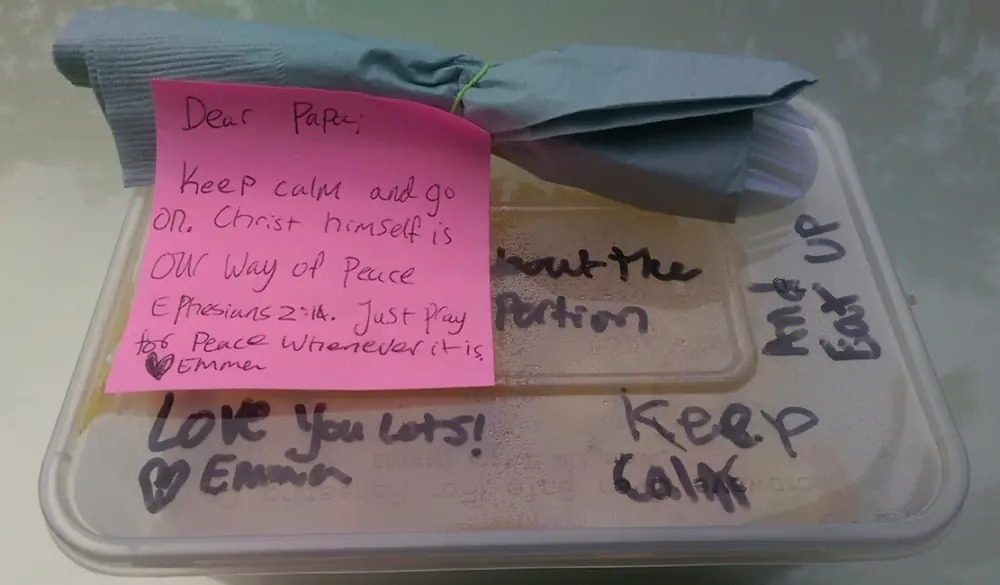 Dear Papa,
Keep calm and go
on. Christ himself is
our Way of Peace
Ephesians 2:14. Just pray
for Peace whenever it is.
♥ Emma
the
Portion
Love You Lots!
♥ Emma
Keep
Calm
And
Eat UP